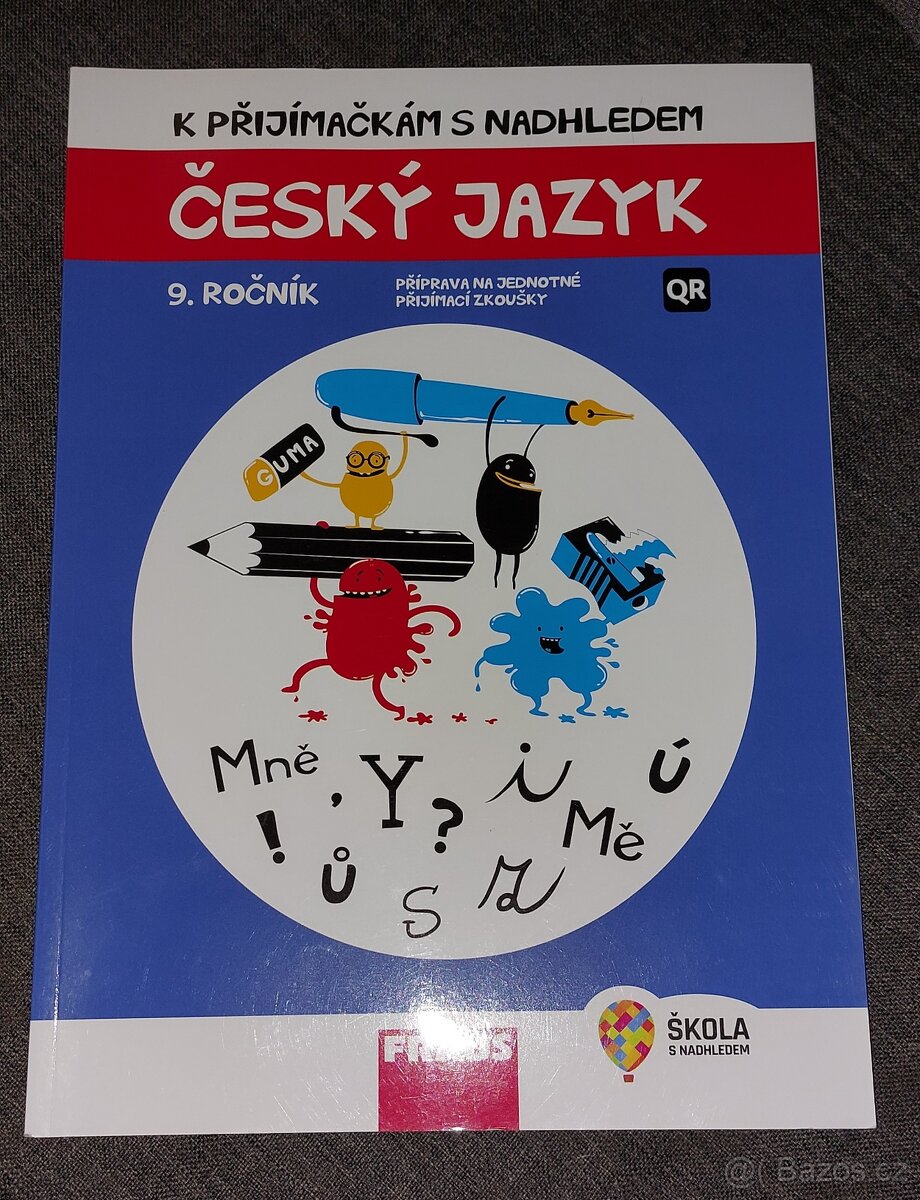 K PŘIJÍMAČKÁM S NADHLEDEM
ČESKÝ JAZYK
9. ROČNÍK
PŘÍPRAVA NA JEDNOTNÉ
PŘIJÍMACÍ ZKOUŠKY
QR
GUMA
Mně , Y i Ú
! ? Mě
Ů S Z
FRAUS
ŠKOLA
S NADHLEDEM
Bazos.cz